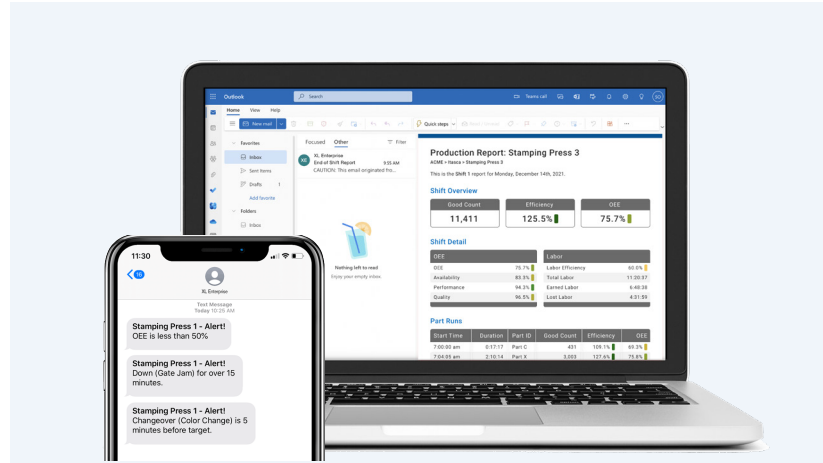 Outlook
Search
Teams call
SD
Home View Help
New mail
Quick steps
Favorites
Inbox
Sent Items
Drafts 1
Add favorite
Folders
Inbox
Focused Other Filter
XE
XL Enterprise
End of Shift Report 9:55 AM
CAUTION: This email originated fro...
Nothing left to read
Enjoy your empty inbox.
Production Report: Stamping Press 3
ACME > Itasca > Stamping Press 3
This is the Shift 1 report for Monday, December 14th, 2021.
Shift Overview
Good Count Efficiency OEE
11,411 125.5% 75.7%
Shift Detail
OEE Labor
OEE 75.7% Labor Efficiency 60.0%
Availability 83.3% Total Labor 11:20:37
Performance 94.2% Earned Labor 6:48:38
Quality 96.5% Lost Labor 4:31:59
Part Runs
Start Time Duration Part ID Good Count Efficiency OEE
7:00:00 am 0:17:17 Part C 431 109.1% 69.3%
7:04:05 am 2:10:14 Part X 3,003 127.6% 75.8%
11:30
16
XL Enterprise
Text Message
Today 10:25 AM
Stamping Press 1 - Alert!
OEE is less than 50%
Stamping Press 1 - Alert!
Down (Gate Jam) for over 15
minutes.
Stamping Press 1 - Alert!
Changeover (Color Change) is 5
minutes before target.